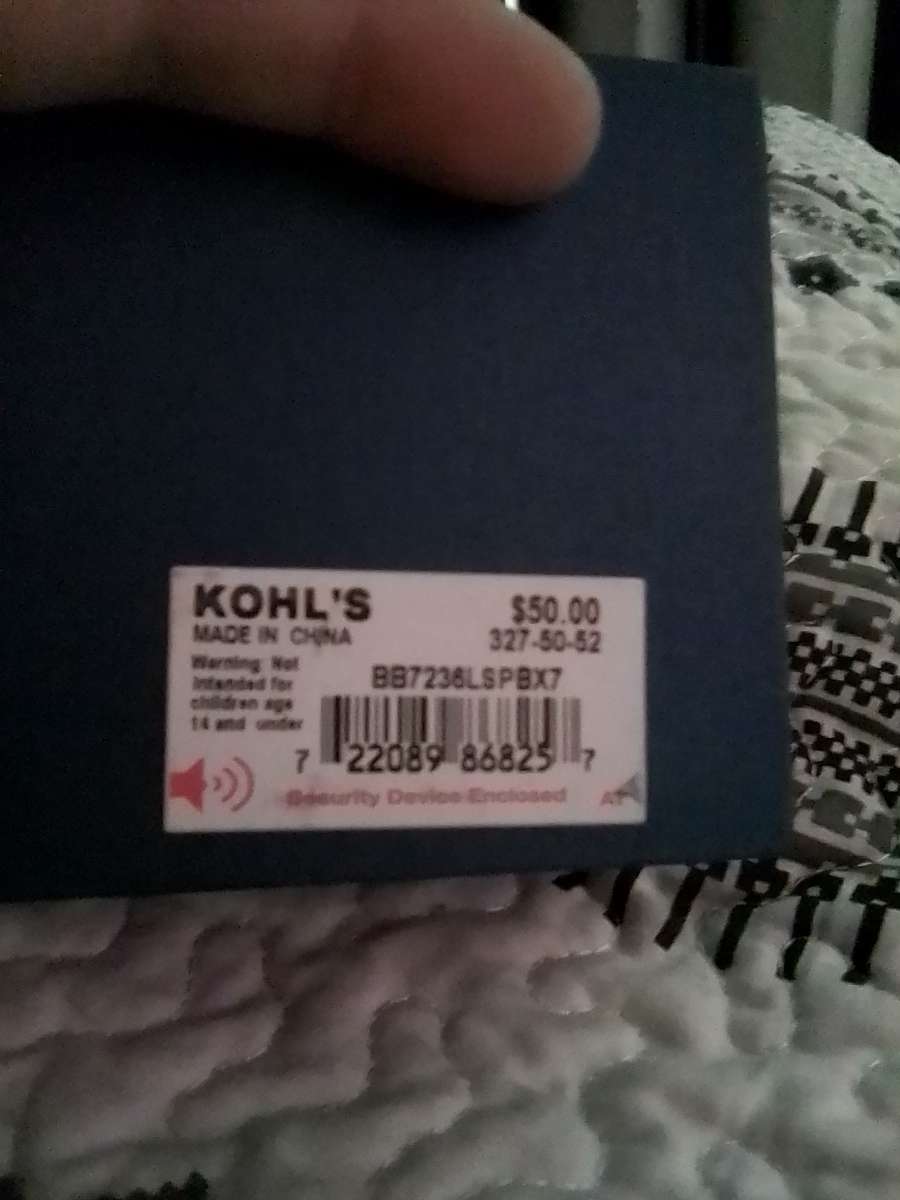 KOHL'S
$50.00
MADE IN CHINA
327-50-52
Warning: Not
intended for
children age
14 and under
BB7236LSPBX7
7 22089 86825 7
Security Device Enclosed